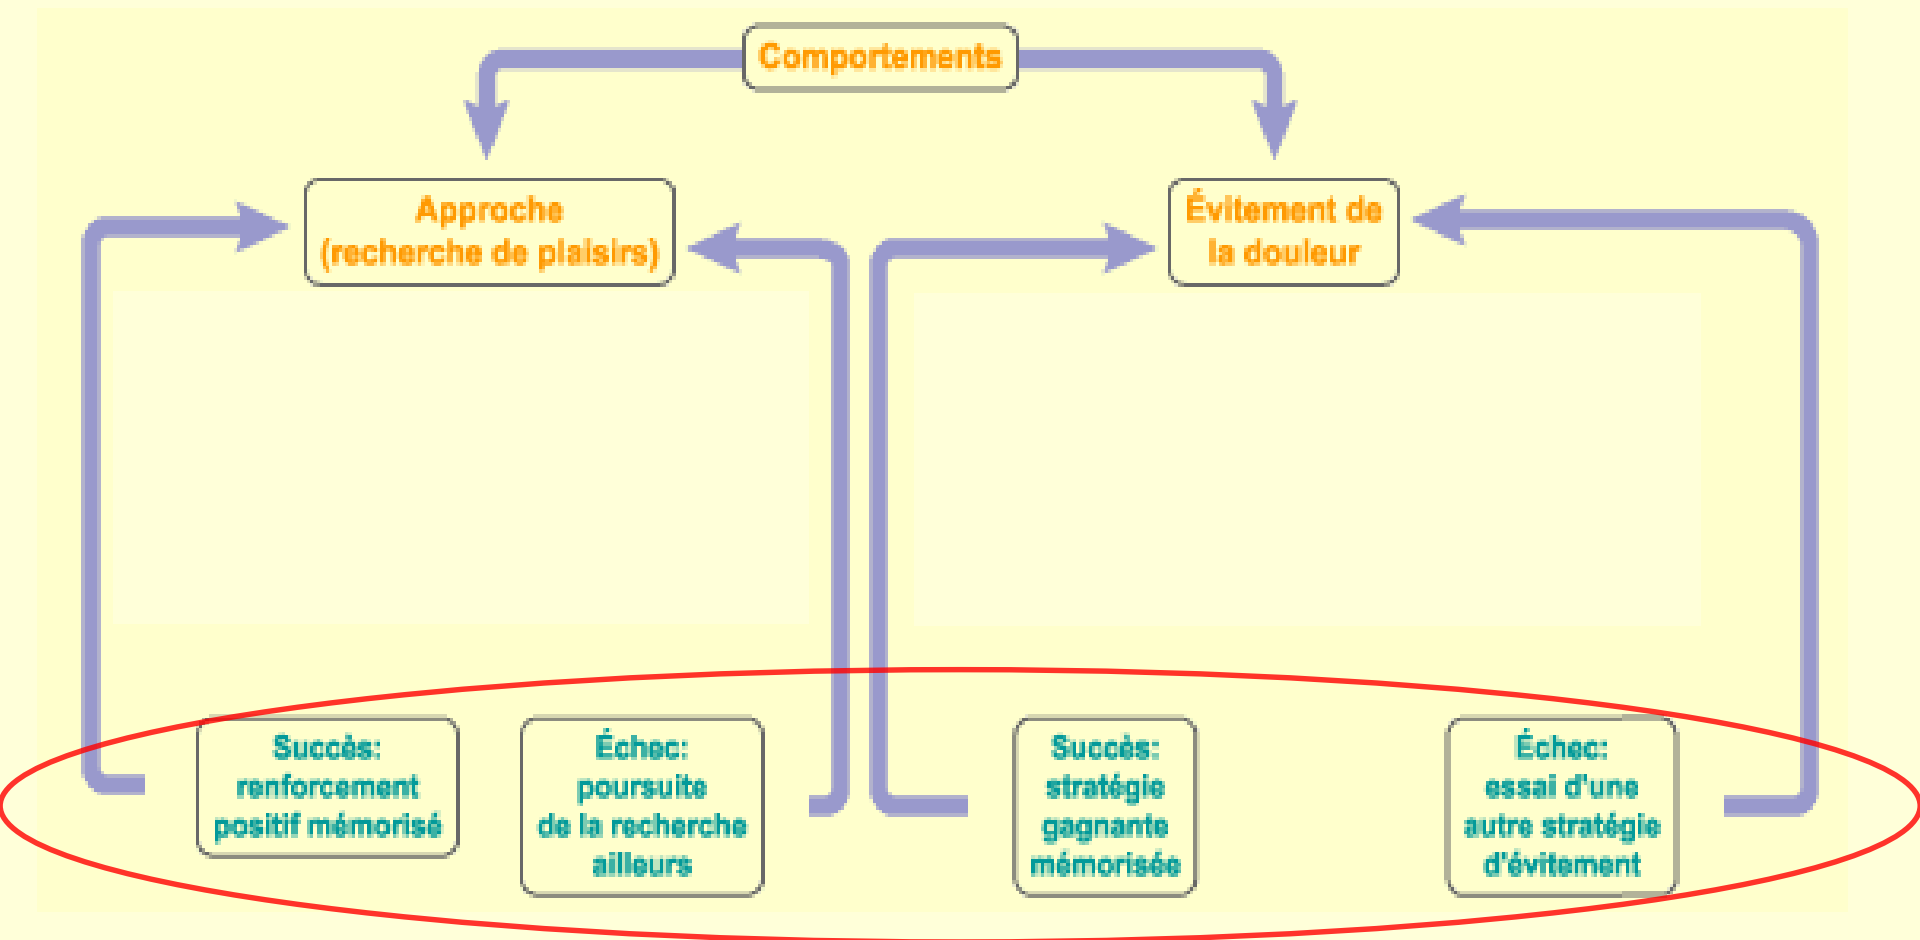 Comportements
Approche
(recherche de plaisirs)
Évitement de
la douleur
Succès:
renforcement
positif mémorisé
Échec:
poursuite
de la recherche
ailleurs
Succès:
stratégie
gagnante
mémorisée
Échec:
essai d'une
autre stratégie
d'évitement